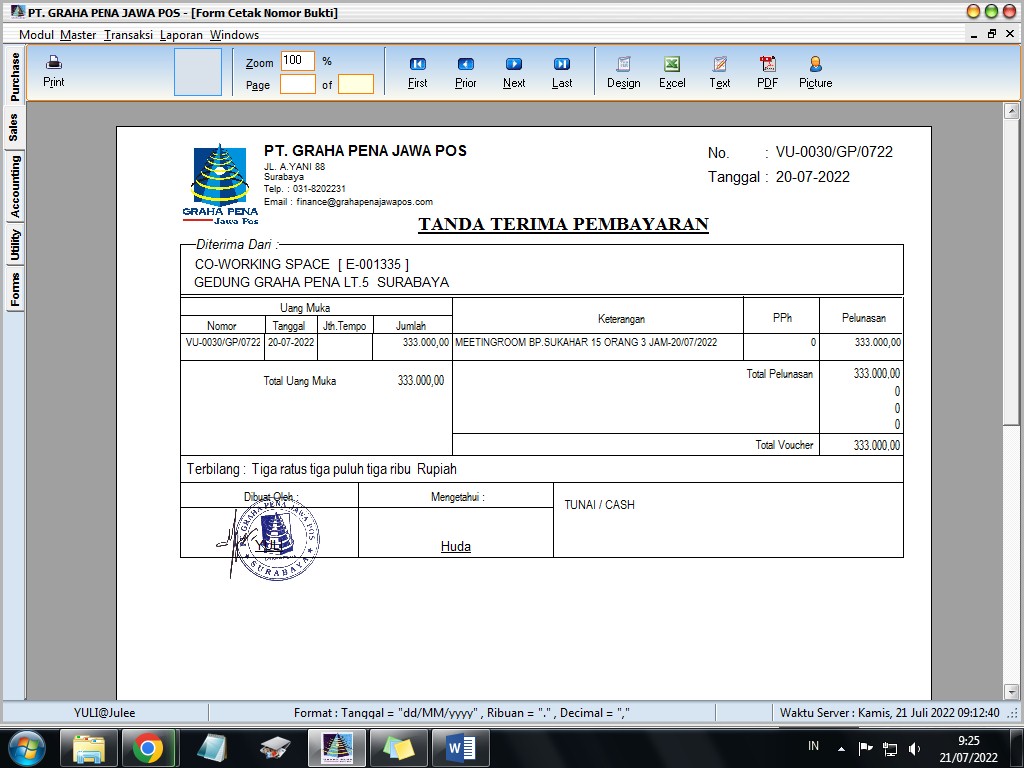 PT. GRAHA PENA JAWA POS - [Form Cetak Nomor Bukti]
Modul Master Transaksi Laporan Windows
Purchase
Sales
Accounting
Utility
Forms
Print
Zoom 100 %
Page of
First Prior Next Last
Design Excel Text PDF Picture
GRAHA PENA
Jawa Pos
PT. GRAHA PENA JAWA POS
JL. A.YANI 88
Surabaya
Telp. : 031-8202231
Email : finance@grahapenajawapos.com
No. : VU-0030/GP/0722
Tanggal : 20-07-2022
TANDA TERIMA PEMBAYARAN
Diterima Dari :
CO-WORKING SPACE [ E-001335 ]
GEDUNG GRAHA PENA LT.5 SURABAYA
Uang Muka
Nomor Tanggal Jth.Tempo Jumlah Keterangan PPh Pelunasan
VU-0030/GP/0722 20-07-2022 333.000,00 MEETINGROOM BP.SUKAHAR 15 ORANG 3 JAM-20/07/2022 0 333.000,00
Total Uang Muka 333.000,00
Total Pelunasan 333.000,00
0
0
0
Total Voucher 333.000,00
Terbilang : Tiga ratus tiga puluh tiga ribu Rupiah
Dibuat Oleh : Mengetahui :
TUNAI / CASH
PT. GRAHA PENA JAWA POS
SURABAYA
YULI
Huda
YULI@Julee
Format : Tanggal = "dd/MM/yyyy" , Ribuan = "." , Decimal = ","
Waktu Server : Kamis, 21 Juli 2022 09:12:40
IN
9:25
21/07/2022